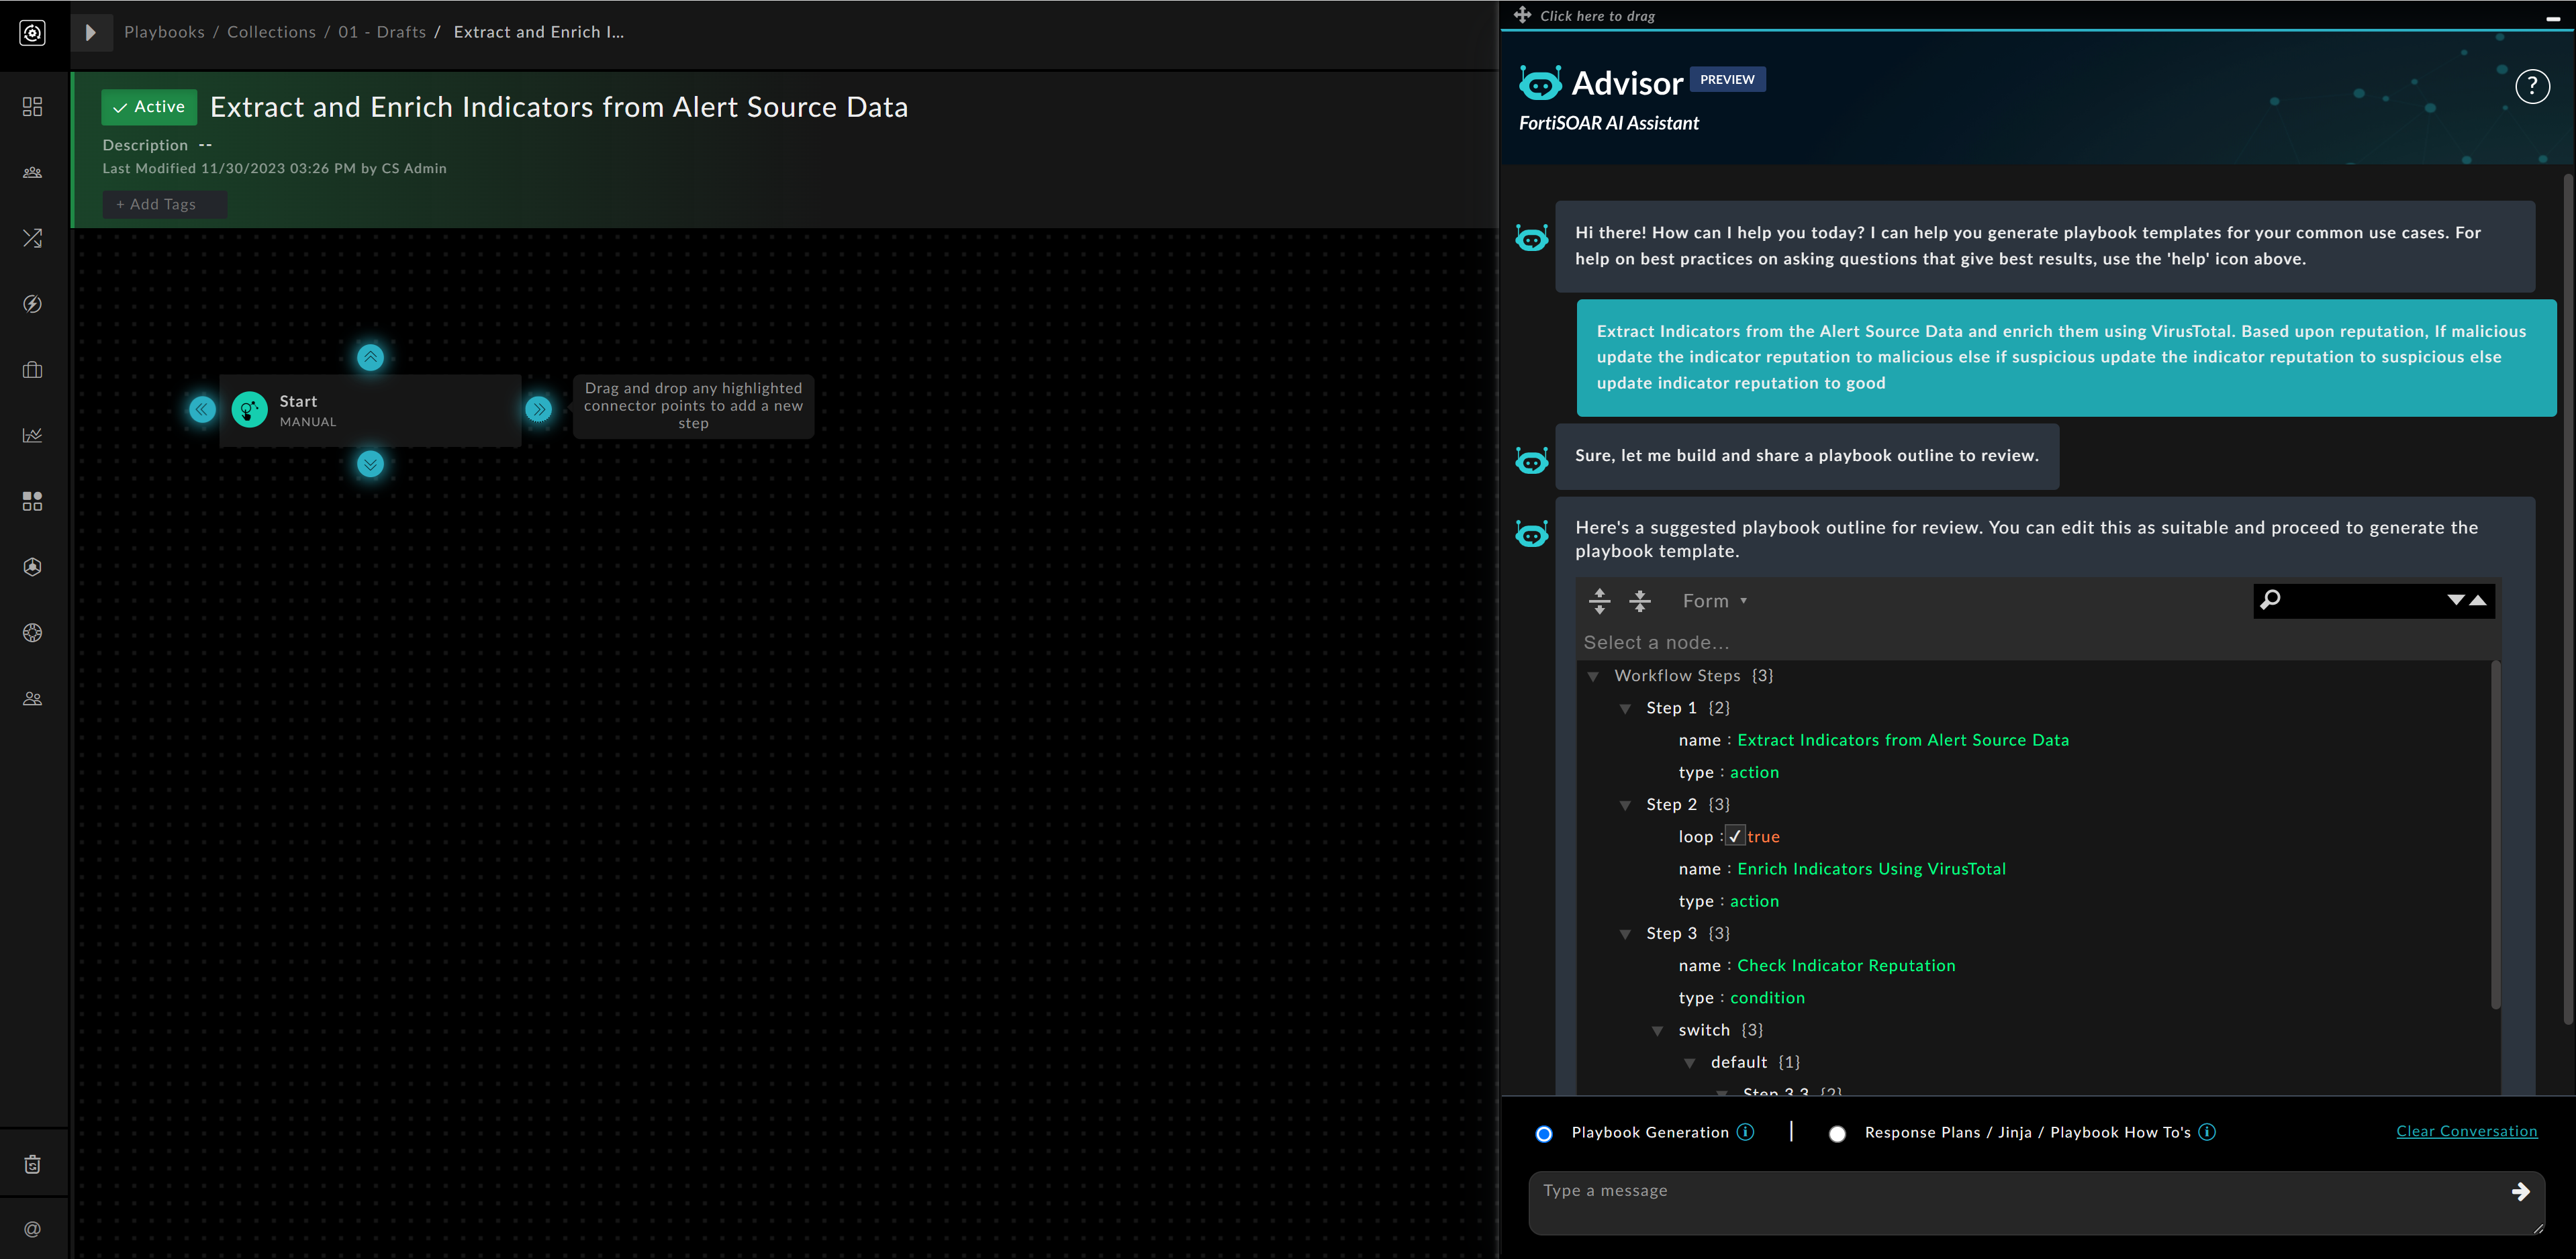 Playbooks / Collections / 01 - Drafts / Extract and Enrich I...
Active
Extract and Enrich Indicators from Alert Source Data
Description --
Last Modified 11/30/2023 03:26 PM by CS Admin
+ Add Tags
Start
MANUAL
Drag and drop any highlighted
connector points to add a new
step
@
Click here to drag
Advisor PREVIEW
?
FortiSOAR AI Assistant
Hi there! How can I help you today? I can help you generate playbook templates for your common use cases. For
help on best practices on asking questions that give best results, use the 'help' icon above.
Extract Indicators from the Alert Source Data and enrich them using VirusTotal. Based upon reputation, If malicious
update the indicator reputation to malicious else if suspicious update the indicator reputation to suspicious else
update indicator reputation to good
Sure, let me build and share a playbook outline to review.
Here's a suggested playbook outline for review. You can edit this as suitable and proceed to generate the
playbook template.
Form
Select a node...
Workflow Steps {3}
Step 1 {2}
name : Extract Indicators from Alert Source Data
type : action
Step 2 {3}
loop : true
name : Enrich Indicators Using VirusTotal
type : action
Step 3 {3}
name : Check Indicator Reputation
type : condition
switch {3}
default {1}
Step 3.3 {2}
Playbook Generation | Response Plans / Jinja / Playbook How To's
Clear Conversation
Type a message